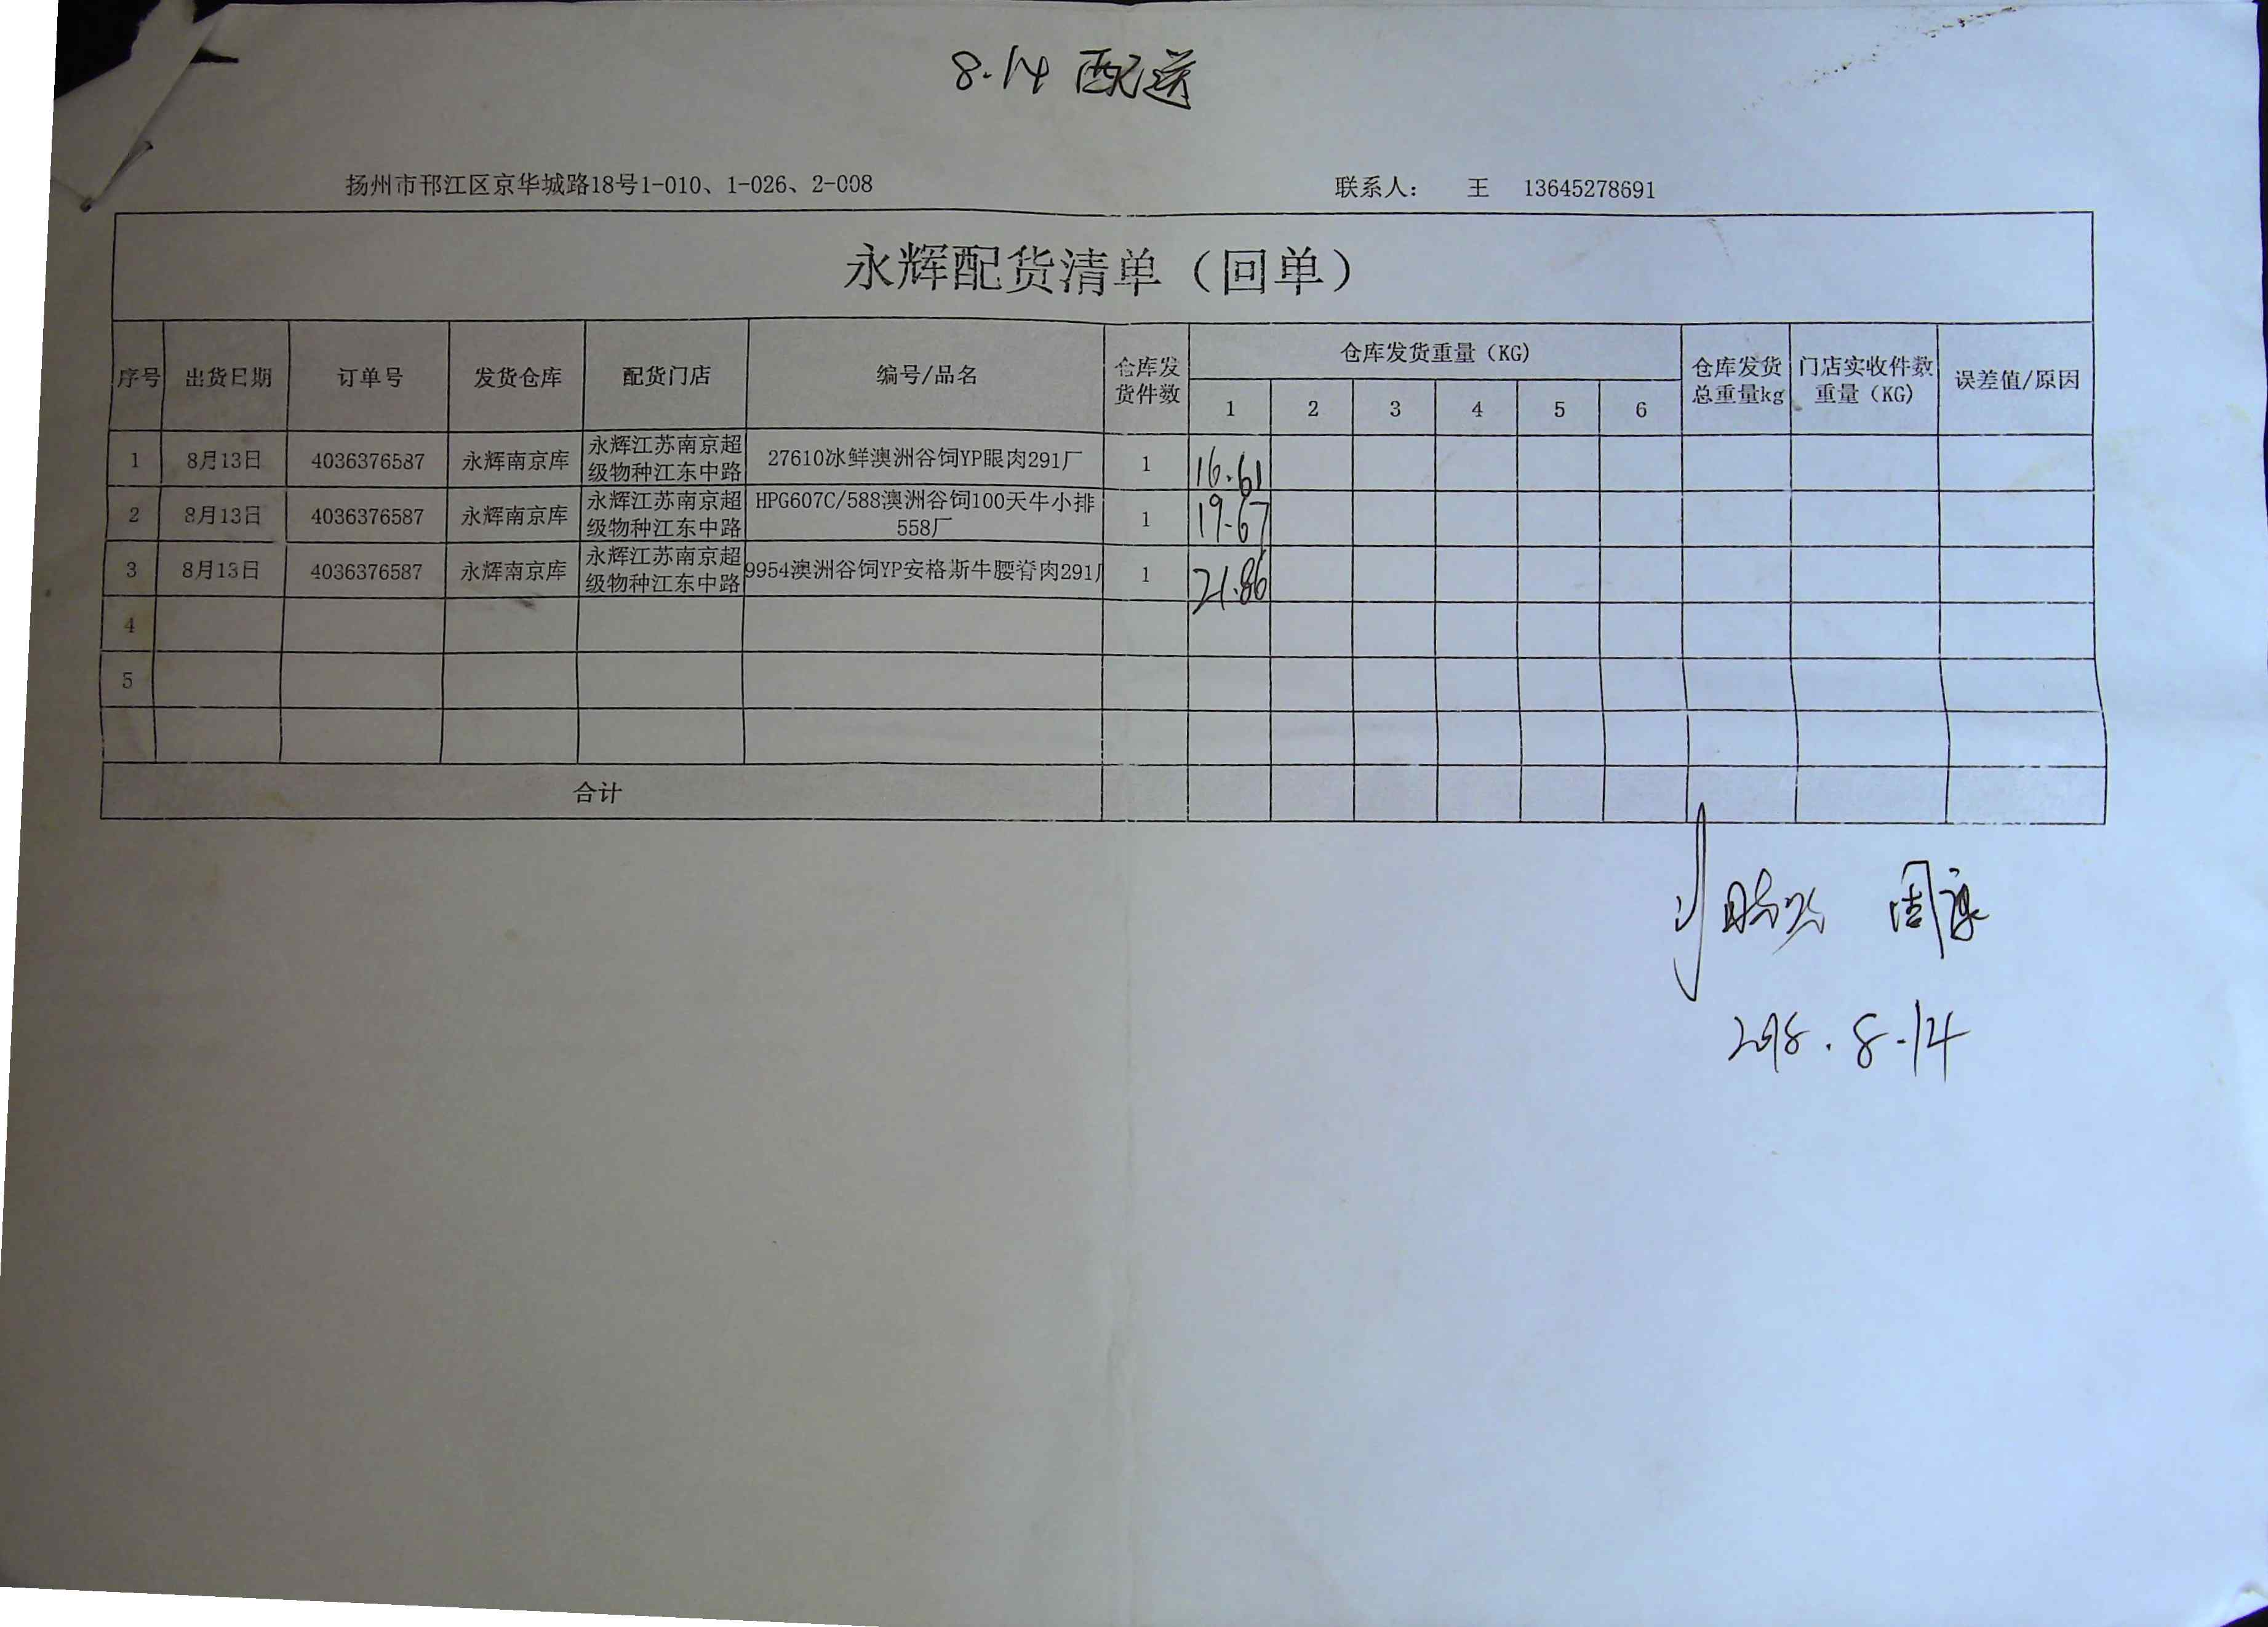 8.14 配送
扬州市邗江区京华城路18号1-010、1-026、2-008 联系人： 王 13645278691
永辉配货清单（回单）
序号 出货日期 订单号 发货仓库 配货门店 编号/品名 仓库发货件数 仓库发货重量（KG） 仓库发货总重量kg 门店实收件数重量（KG） 误差值/原因
1 2 3 4 5 6
1 8月13日 4036376587 永辉南京库 永辉江苏南京超级物种江东中路 27610冰鲜澳洲谷饲YP眼肉291厂 1 16.61
2 8月13日 4036376587 永辉南京库 永辉江苏南京超级物种江东中路 HPG607C/588澳洲谷饲100天牛小排558厂 1 19.67
3 8月13日 4036376587 永辉南京库 永辉江苏南京超级物种江东中路 9954澳洲谷饲YP安格斯牛腰脊肉291厂 1 21.86
4
5
合计
周
2018.8.14